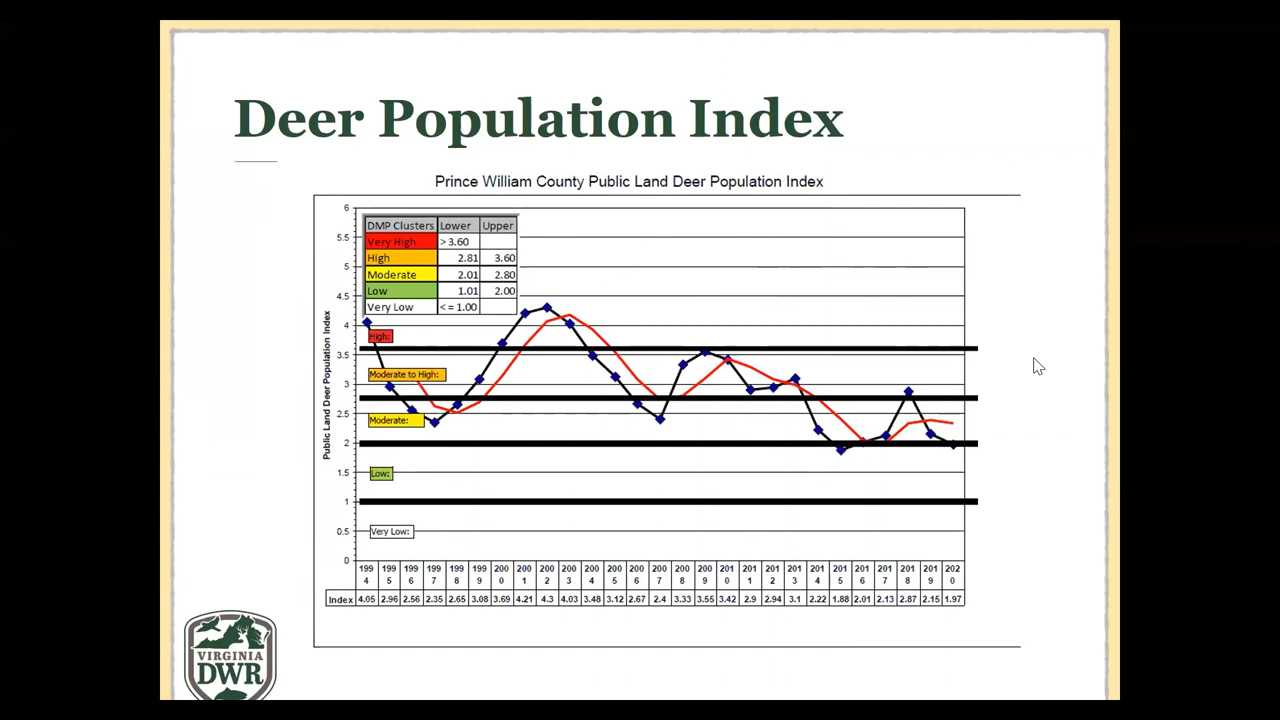 Deer Population Index
Prince William County Public Land Deer Population Index
DMP Clusters Lower Upper
Very High > 3.60
High 2.81 3.60
Moderate 2.01 2.80
Low 1.01 2.00
Very Low < = 1.00
Public Land Deer Population Index
6
5.5
5
4.5
4
3.5
3
2.5
2
1.5
1
0.5
0
High:
Moderate to High:
Moderate:
Low:
Very Low:
1994 1995 1996 1997 1998 1999 2000 2001 2002 2003 2004 2005 2006 2007 2008 2009 2010 2011 2012 2013 2014 2015 2016 2017 2018 2019 2020
Index 4.05 2.96 2.56 2.35 2.65 3.08 3.69 4.21 4.3 4.03 3.48 3.12 2.67 2.4 3.33 3.55 3.42 2.9 2.94 3.1 2.22 1.88 2.01 2.13 2.87 2.15 1.97
VIRGINIA
DWR